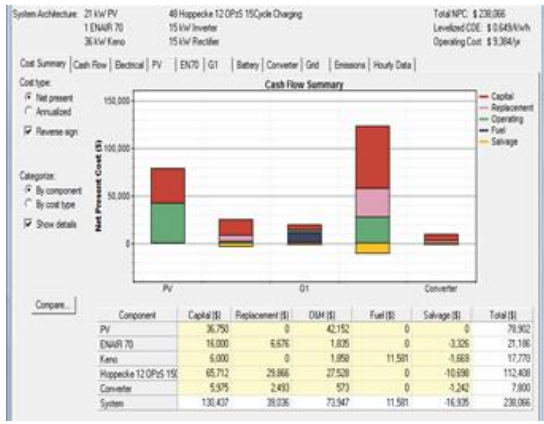 System Architecture: 21 kW PV 48 Hoppecke 12 OPzS 15 Cycle Charging Total NPC: $ 238,066
1 ENAIR 70 15 kW Inverter Levelized COE: $ 0.649/kWh
36 kW Keno 15 kW Rectifier Operating Cost: $ 9,384/yr
Cost Summary Cash Flow Electrical PV EN70 G1 Battery Converter Grid Emissions Hourly Data
Cost type:
Net present
Annualized
Reverse sign
Categorize:
By component
By cost type
Show details
Compare...
Cash Flow Summary
Net Present Cost ($)
150,000
100,000
50,000
0
PV G1 Converter
Capital
Replacement
Operating
Fuel
Salvage
Component Capital ($) Replacement ($) O&M ($) Fuel ($) Salvage ($) Total ($)
PV 36,750 0 42,152 0 0 78,902
ENAIR 70 16,000 6,676 1,835 0 -3,326 21,186
Keno 6,000 0 1,858 11,581 -1,669 17,770
Hoppecke 12 OPzS 150 65,712 29,866 27,528 0 -10,698 112,408
Converter 5,975 2,493 573 0 -1,242 7,800
System 130,437 39,036 73,947 11,581 -16,935 238,066